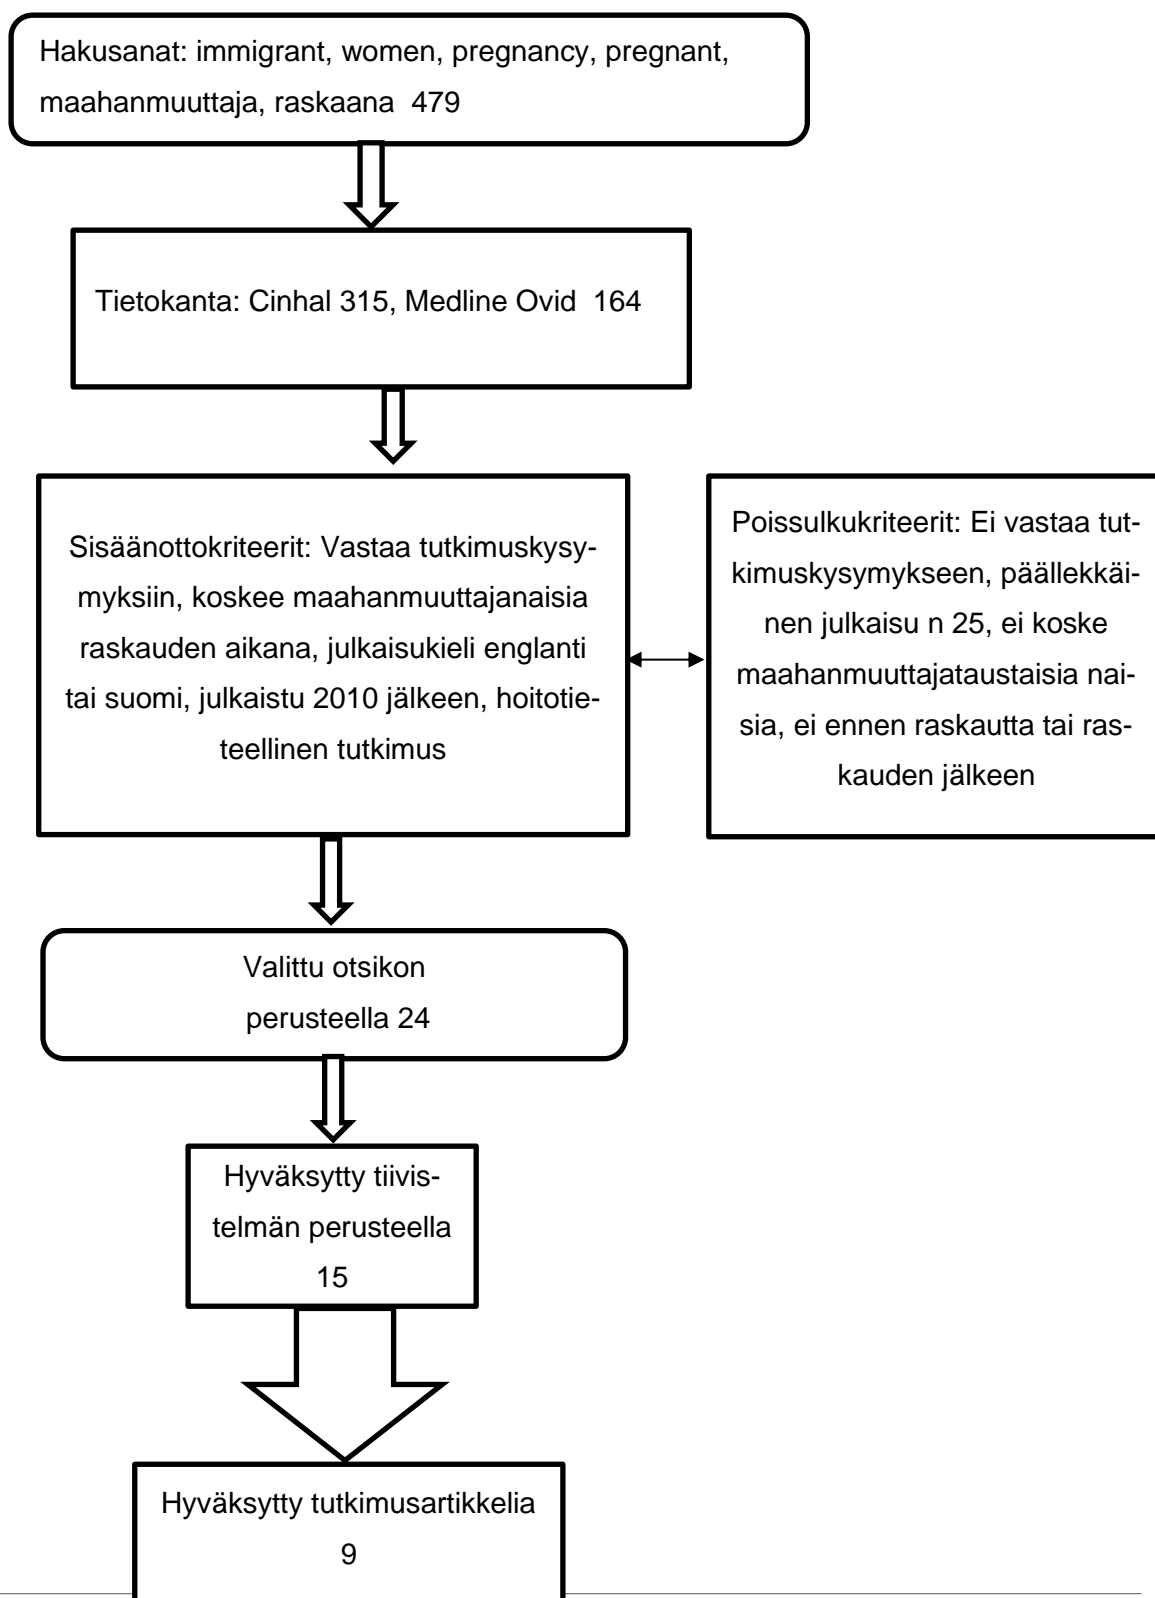 Hakusanat: immigrant, women, pregnancy, pregnant,
maahanmuuttaja, raskaana  479
Tietokanta: Cinhal 315, Medline Ovid  164
Sisäänottokriteerit: Vastaa tutkimuskysy-
myksiin, koskee maahanmuuttajanaisia
raskauden aikana, julkaisukieli englanti
tai suomi, julkaistu 2010 jälkeen, hoitotie-
teellinen tutkimus
Poissulkukriteerit: Ei vastaa tut-
kimuskysymykseen, päällekkäi-
nen julkaisu n 25, ei koske
maahanmuuttajataustaisia nai-
sia, ei ennen raskautta tai ras-
kauden jälkeen
Valittu otsikon
perusteella 24
Hyväksytty tiivis-
telmän perusteella
15
Hyväksytty tutkimusartikkelia
9